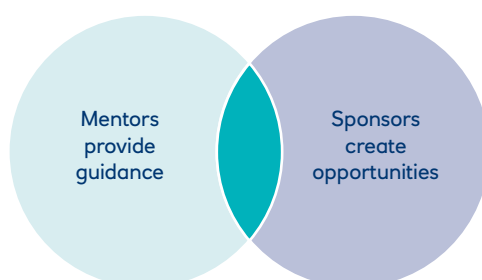 Mentors
provide
guidance
Sponsors
create
opportunities